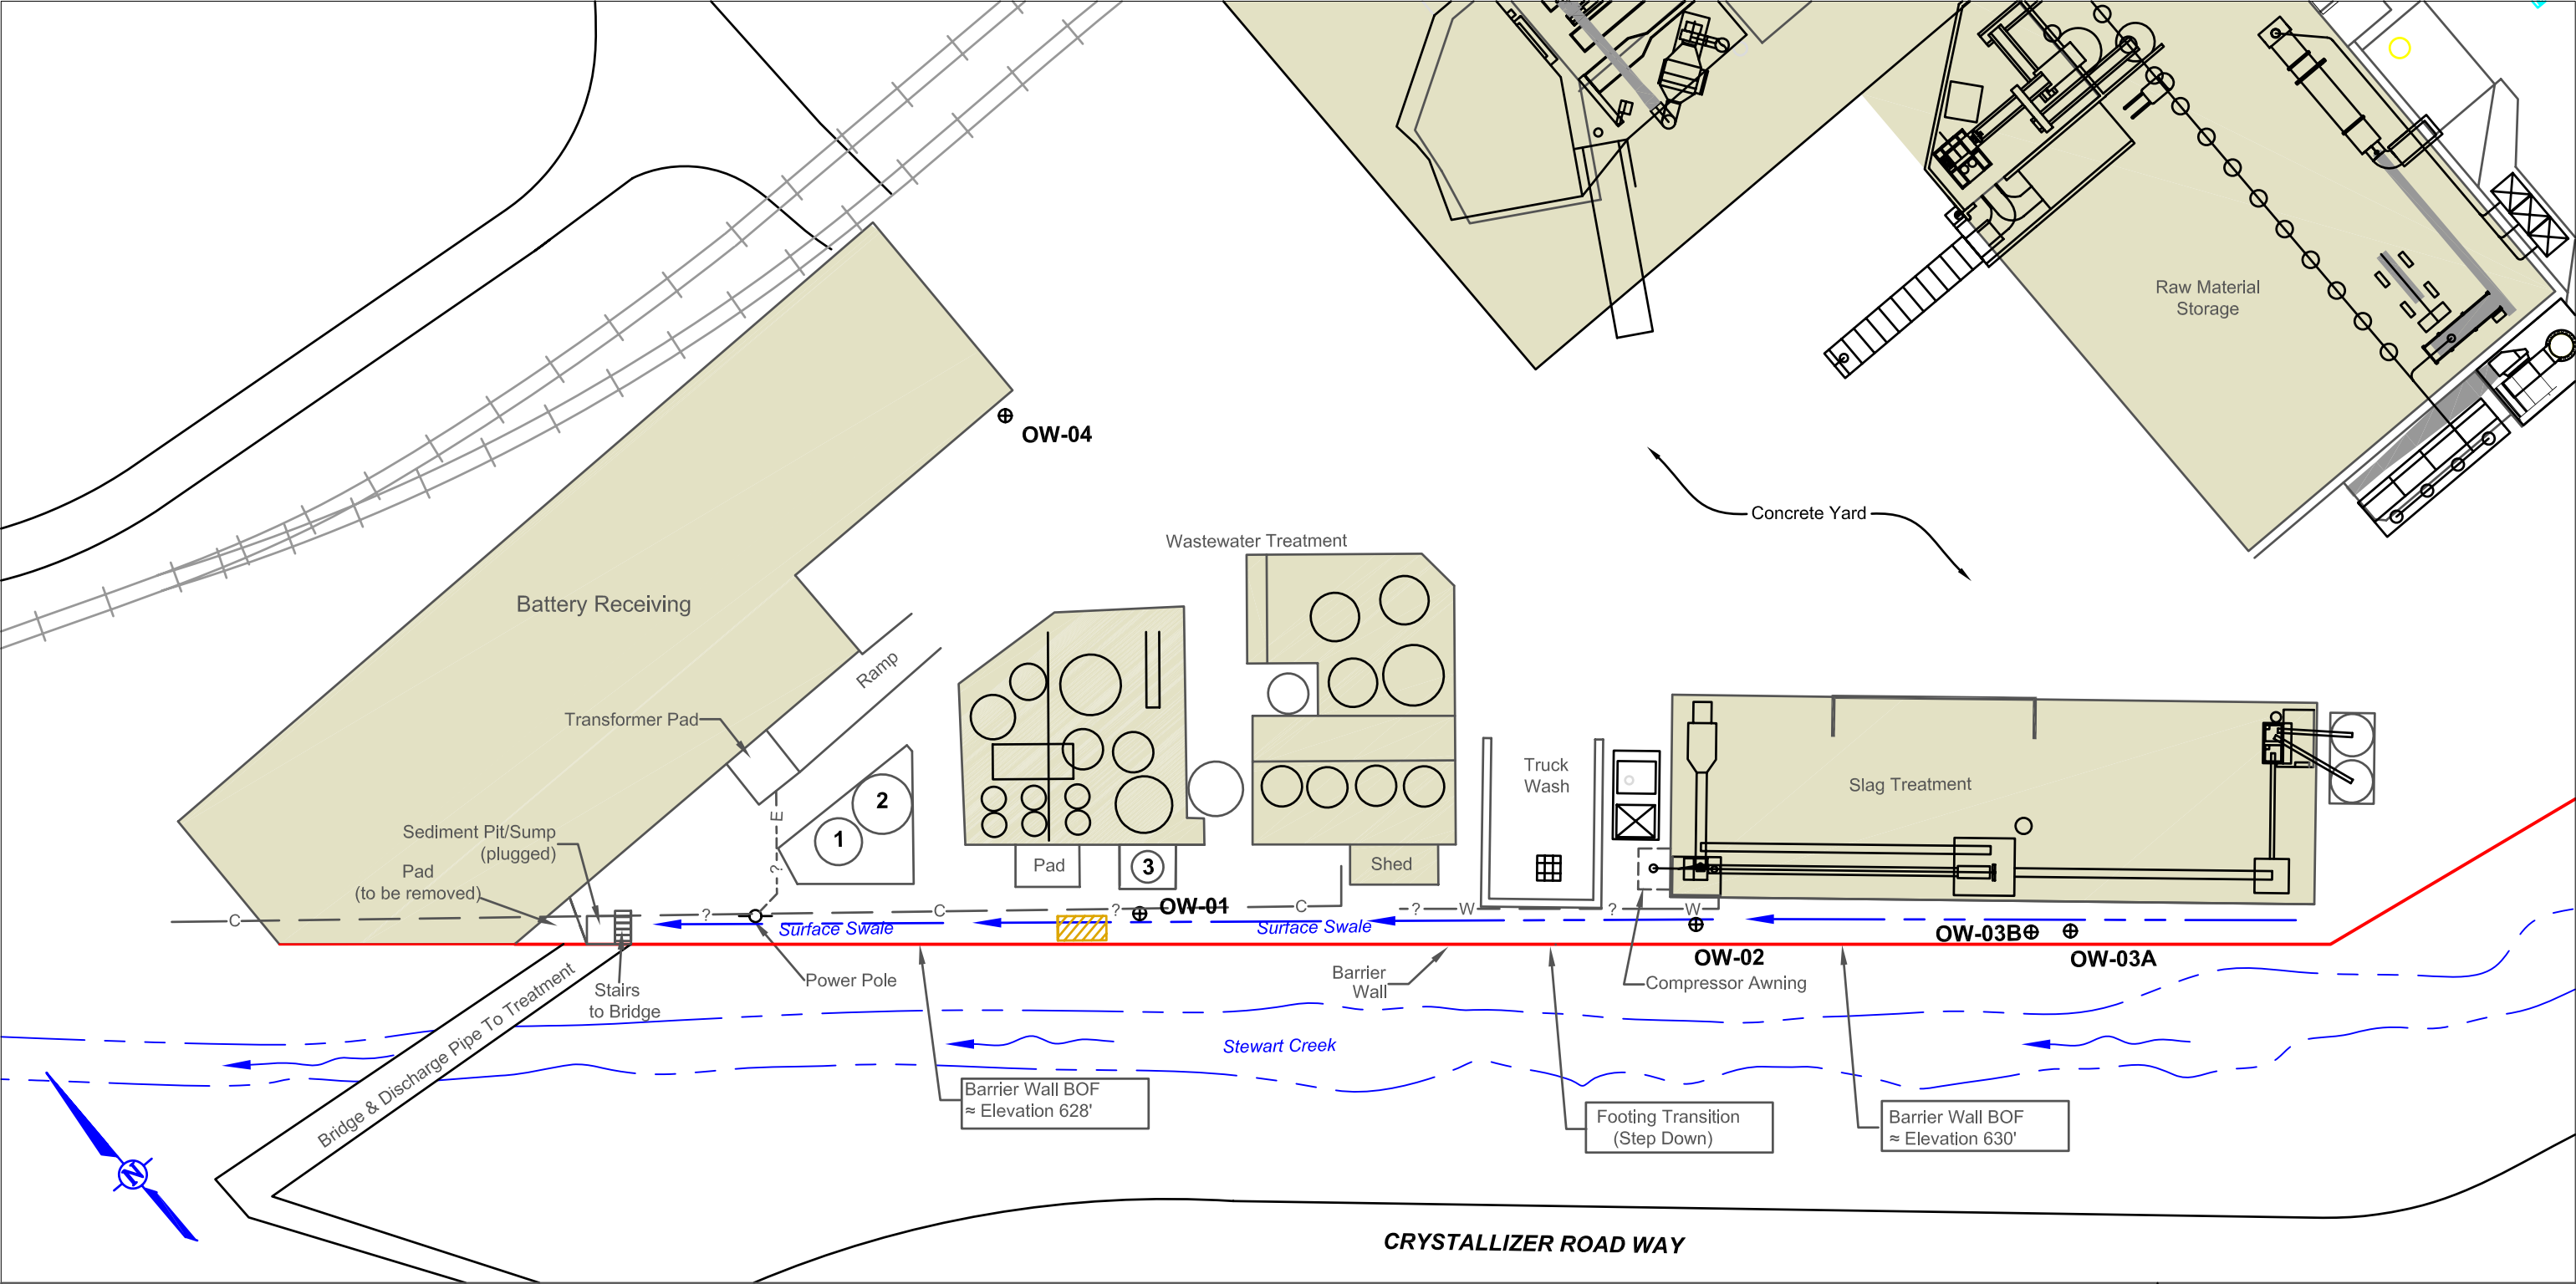 Raw Material
Storage
OW-04
Concrete Yard
Wastewater Treatment
Battery Receiving
Ramp
Transformer Pad
Truck
Wash
Slag Treatment
E
?
1
2
3
Pad
Shed
Sediment Pit/Sump
(plugged)
Pad
(to be removed)
C
?
C
?
C
?
W
?
W
OW-01
Surface Swale
Surface Swale
OW-02
OW-03B
OW-03A
Power Pole
Barrier
Wall
Compressor Awning
Stairs
to Bridge
Bridge & Discharge Pipe To Treatment
Stewart Creek
Barrier Wall BOF
≈ Elevation 628'
Footing Transition
(Step Down)
Barrier Wall BOF
≈ Elevation 630'
N
CRYSTALLIZER ROAD WAY